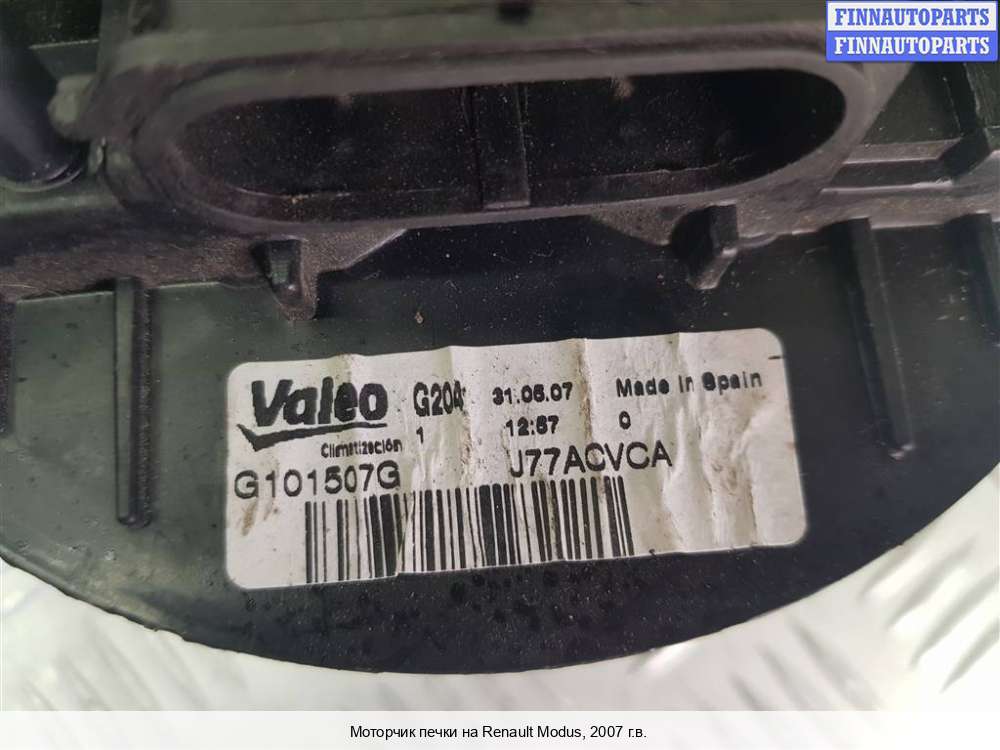 FINNAUTOPARTS
FINNAUTOPARTS
Valeo G204 31.05.07 Made in Spain
Climatización 1 12:57 0
G101507G J77ACVCA
Моторчик печки на Renault Modus, 2007 г.в.